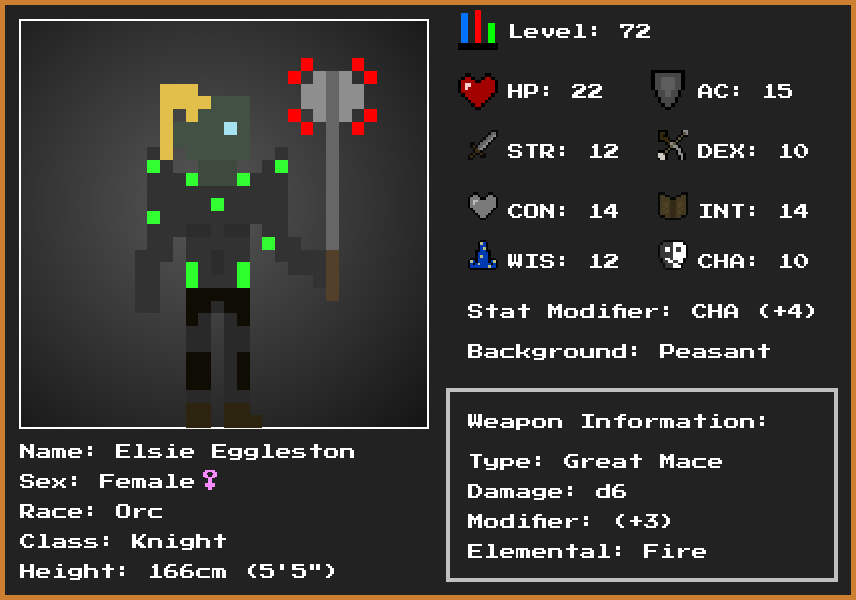 Level: 72
HP: 22
AC: 15
STR: 12
DEX: 10
CON: 14
INT: 14
WIS: 12
CHA: 10
Stat Modifier: CHA (+4)
Background: Peasant
Weapon Information:
Type: Great Mace
Damage: d6
Modifier: (+3)
Elemental: Fire
Name: Elsie Eggleston
Sex: Female♀
Race: Orc
Class: Knight
Height: 166cm (5'5")